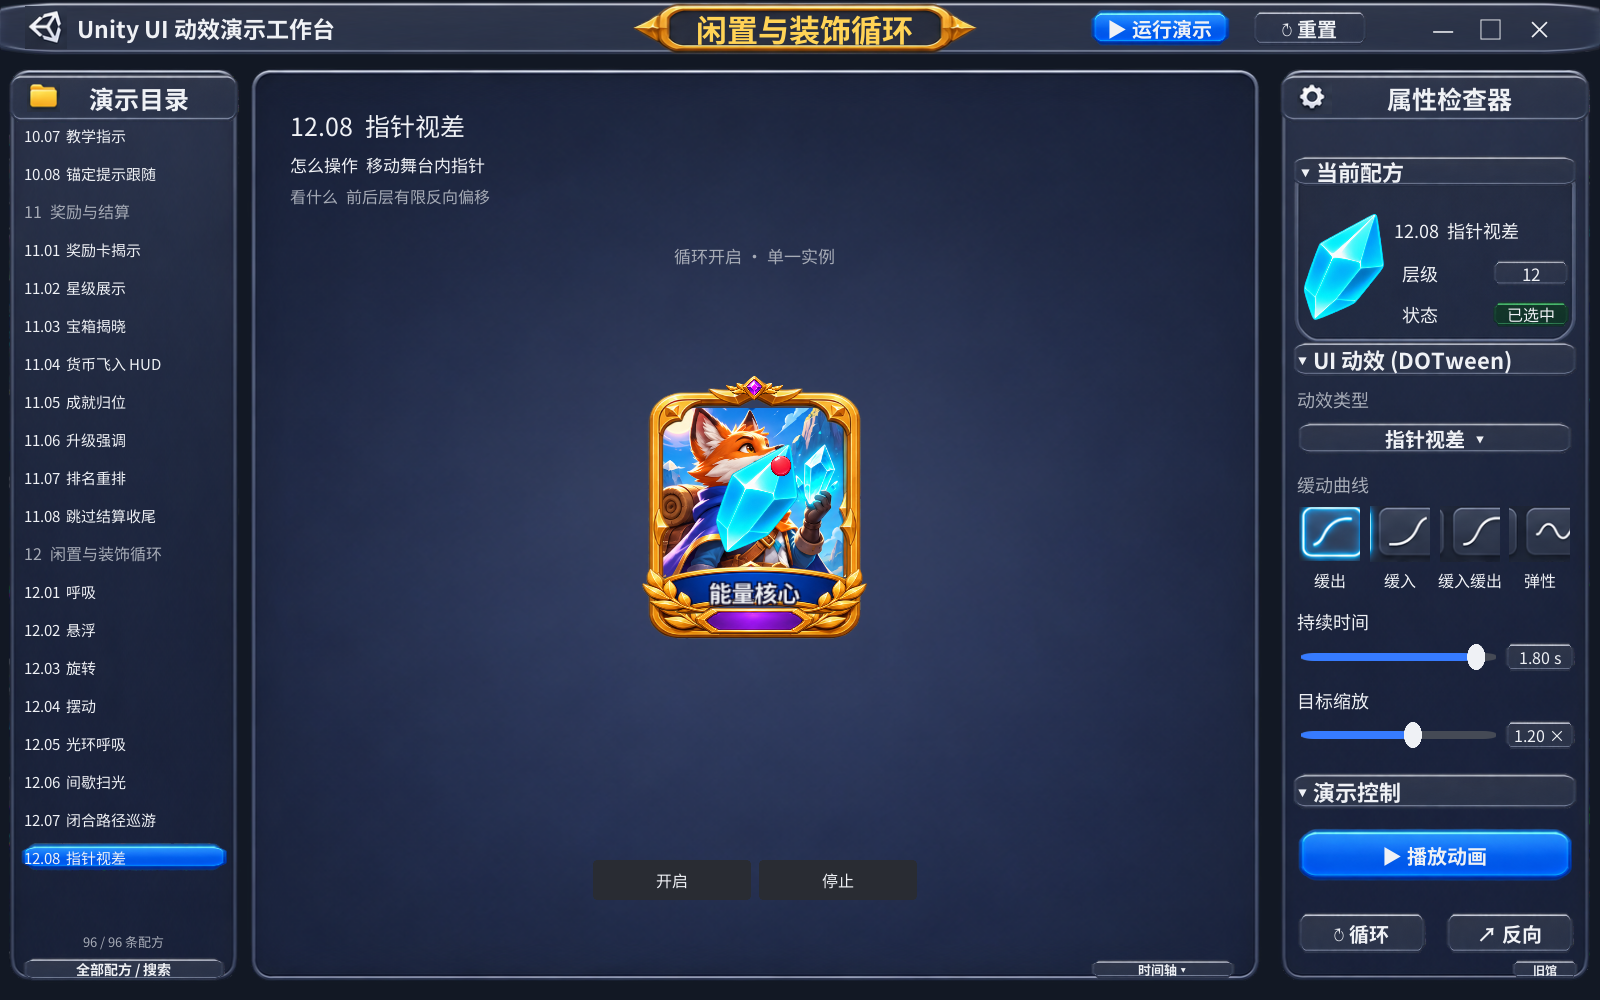 Unity UI 动效演示工作台
闲置与装饰循环
▶ 运行演示
重置
演示目录
10.07 教学指示
10.08 锚定提示跟随
11 奖励与结算
11.01 奖励卡揭示
11.02 星级展示
11.03 宝箱揭晓
11.04 货币飞入 HUD
11.05 成就归位
11.06 升级强调
11.07 排名重排
11.08 跳过结算收尾
12 闲置与装饰循环
12.01 呼吸
12.02 悬浮
12.03 旋转
12.04 摆动
12.05 光环呼吸
12.06 间歇扫光
12.07 闭合路径巡游
12.08 指针视差
96 / 96 条配方
全部配方 / 搜索
12.08 指针视差
怎么操作 移动舞台内指针
看什么 前后层有限反向偏移
循环开启 • 单一实例
能量核心
开启
停止
时间轴 ▾
属性检查器
▾ 当前配方
12.08 指针视差
层级
12
状态
已选中
▾ UI 动效 (DOTween)
动效类型
指针视差 ▾
缓动曲线
缓出
缓入
缓入缓出
弹性
持续时间
1.80 s
目标缩放
1.20 ×
▾ 演示控制
▶ 播放动画
循环
↗ 反向
旧馆